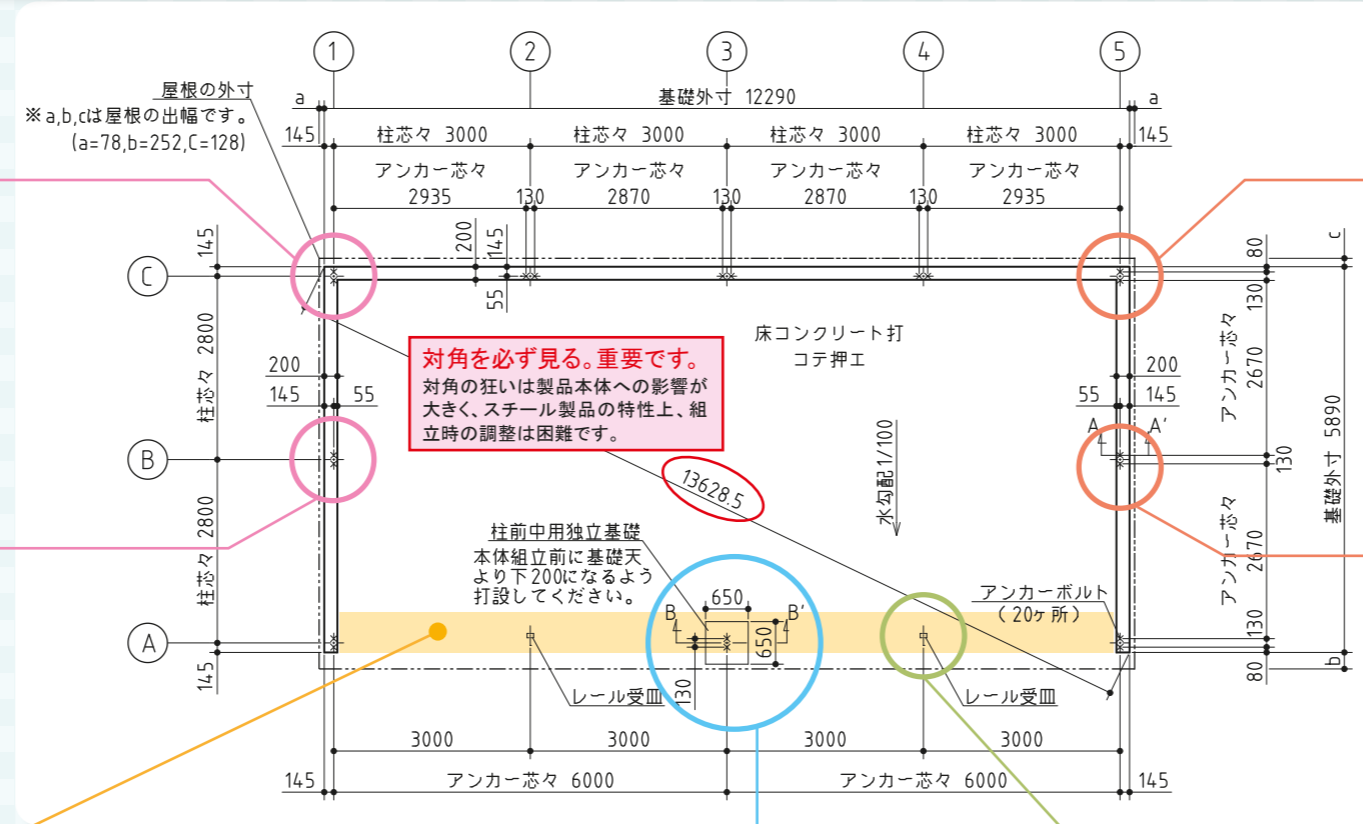 1 2 3 4 5
屋根の外寸
※a,b,cは屋根の出幅です。
(a=78,b=252,C=128)
a 基礎外寸 12290 a
145 柱芯々 3000 柱芯々 3000 柱芯々 3000 柱芯々 3000 145
アンカー芯々 アンカー芯々 アンカー芯々 アンカー芯々
2935 130 2870 130 2870 130 2935
145 200 145 80 c
C
55 130
柱芯々 2800
床コンクリート打
コテ押エ
アンカー芯々 2670
対角を必ず見る。重要です。
対角の狂いは製品本体への影響が
大きく、スチール製品の特性上、組
立時の調整は困難です。
200 200
145 55 55 145
A A'
B
130
基礎外寸 5890
13628.5
水勾配1/100
柱芯々 2800
アンカー芯々 2670
柱前中用独立基礎
本体組立前に基礎天
より下200になるよう
打設してください。
650
アンカーボルト
(20ヶ所)
B B'
650
A
130
145 80 b
レール受皿 130 レール受皿
3000 3000 3000 3000
145 アンカー芯々 6000 アンカー芯々 6000 145